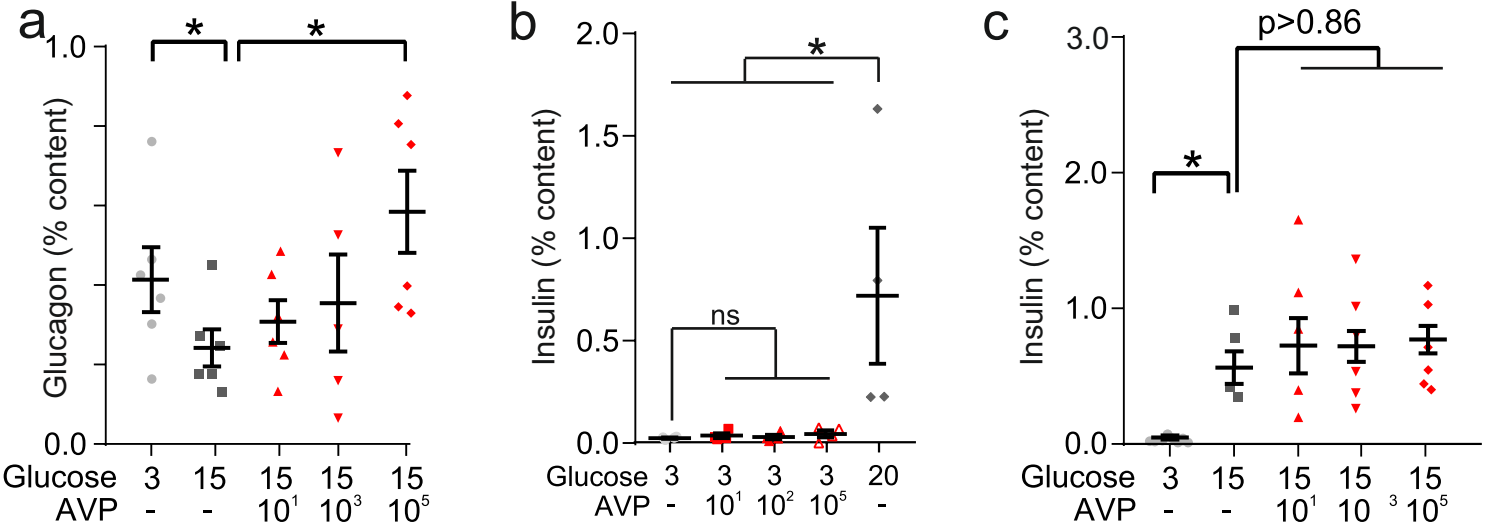 a
*
*
1.0
0.0
Glucagon (% content)
Glucose 3 15 15 15 15
AVP - - 10¹ 10³ 10⁵
b
*
2.0
1.5
1.0
0.5
0.0
ns
Insulin (% content)
Glucose 3 3 3 3 20
AVP - 10¹ 10² 10⁵ -
c
p>0.86
*
3.0
2.0
1.0
0.0
Insulin (% content)
Glucose 3 15 15 15 15
AVP - - 10¹ 10 ³ 10⁵